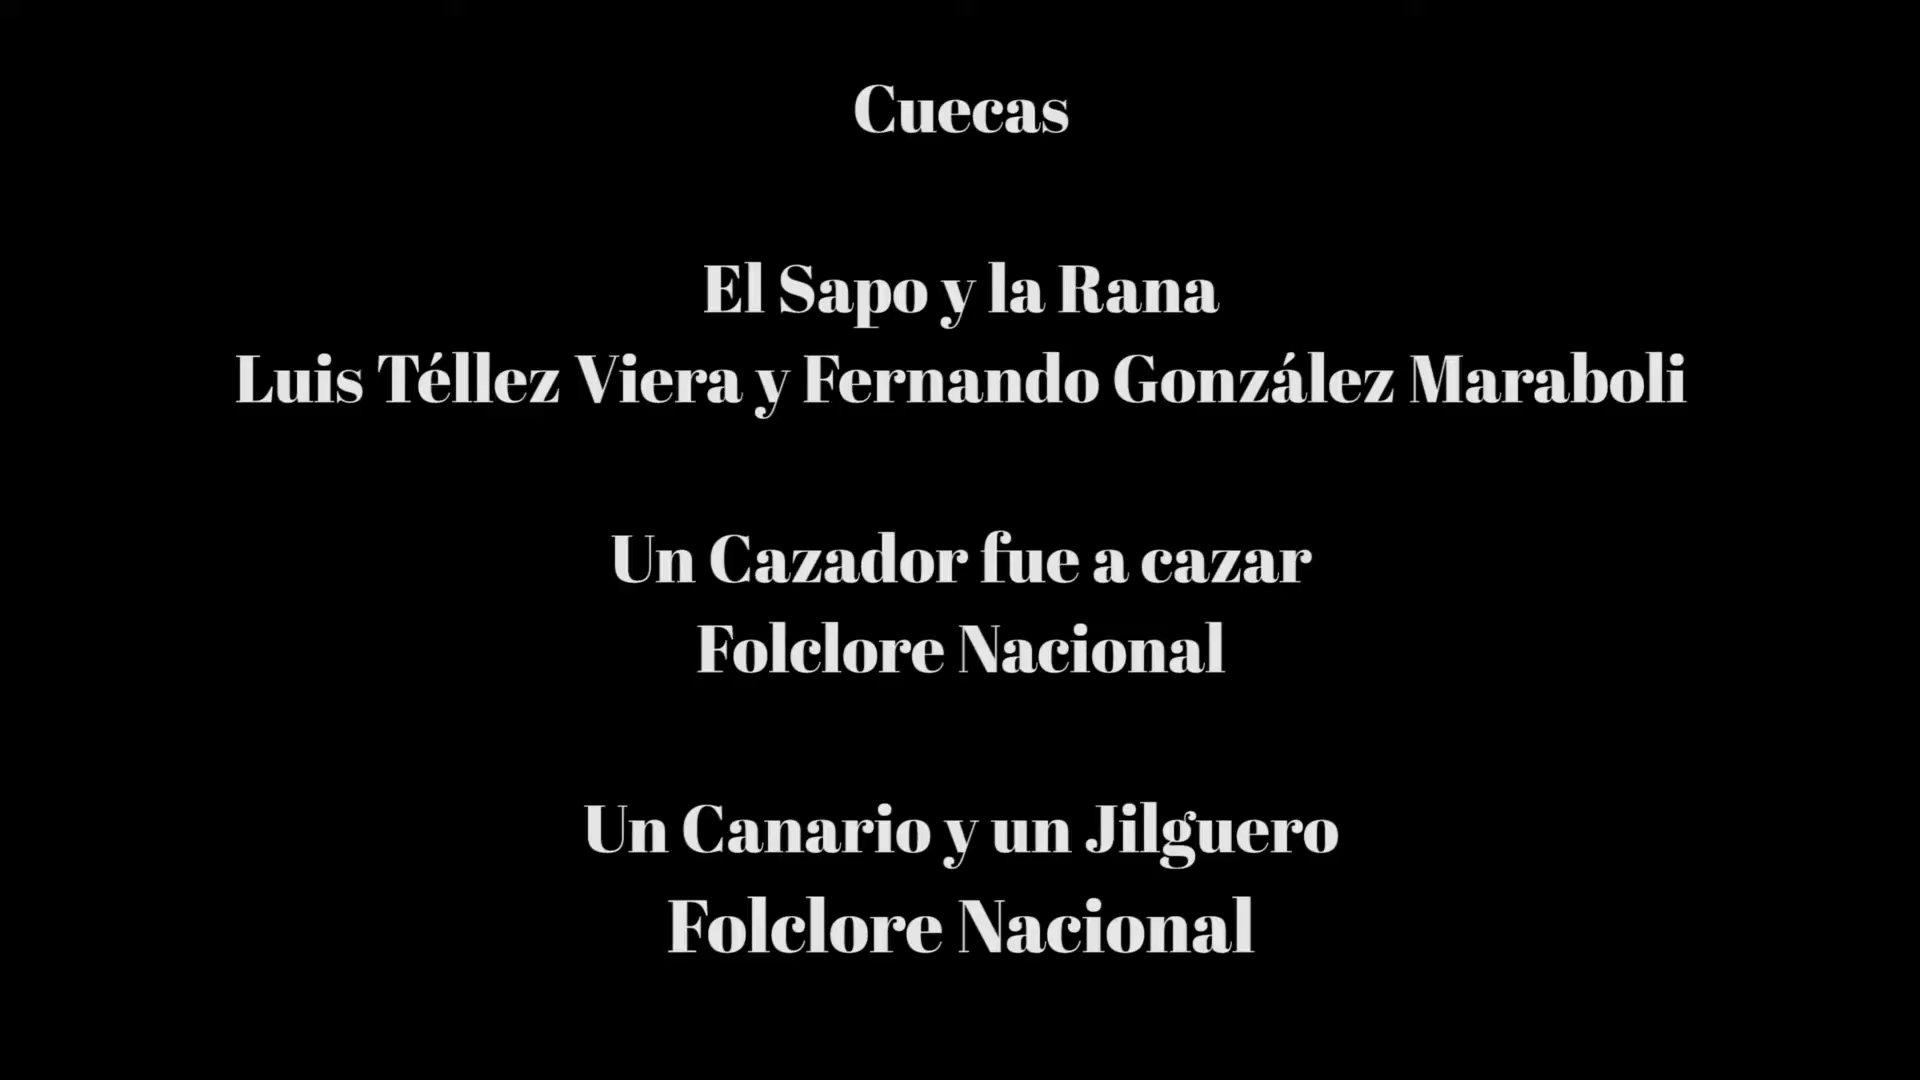 Cuecas
El Sapo y la Rana
Luis Téllez Viera y Fernando González Maraboli
Un Cazador fue a cazar
Folclore Nacional
Un Canario y un Jilguero
Folclore Nacional